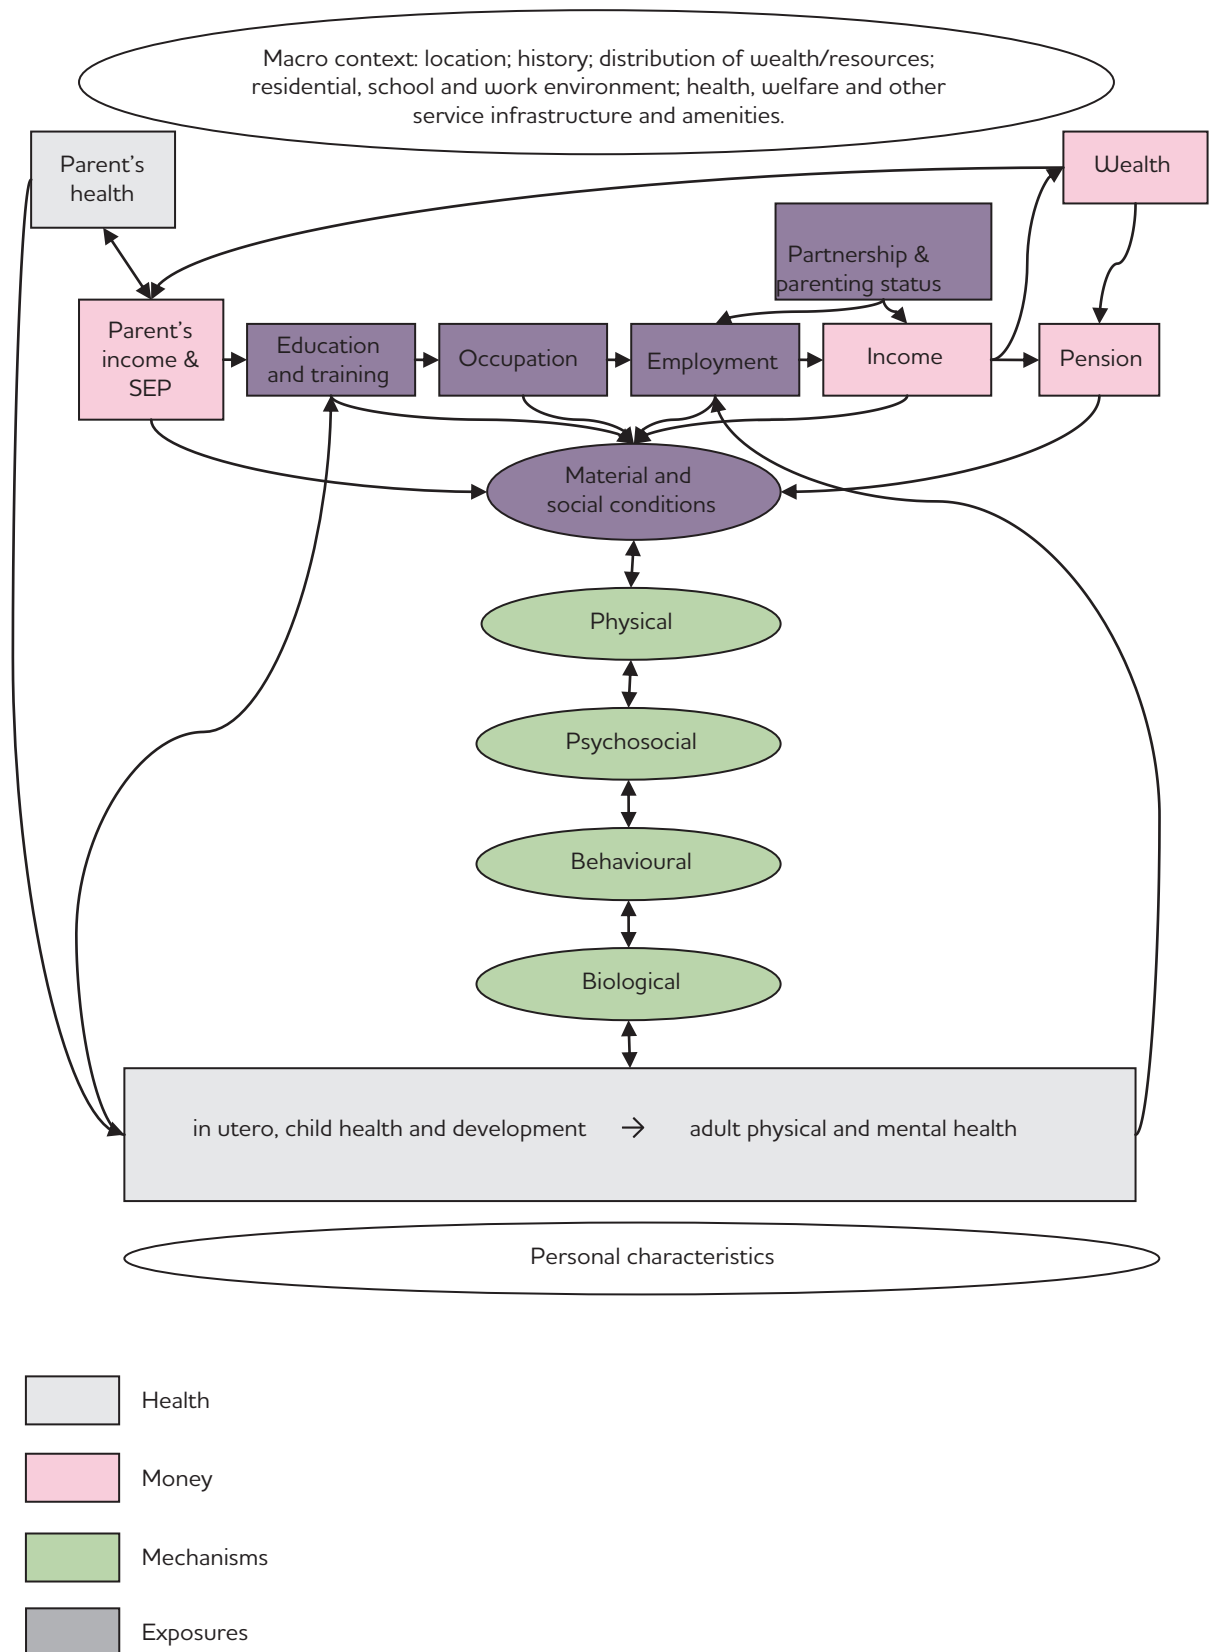 Macro context: location; history; distribution of wealth/resources;
residential, school and work environment; health, welfare and other
service infrastructure and amenities.
Parent's
health
Wealth
Partnership &
parenting status
Parent's
income &
SEP
Education
and training
Occupation
Employment
Income
Pension
Material and
social conditions
Physical
Psychosocial
Behavioural
Biological
in utero, child health and development → adult physical and mental health
Personal characteristics
Health
Money
Mechanisms
Exposures